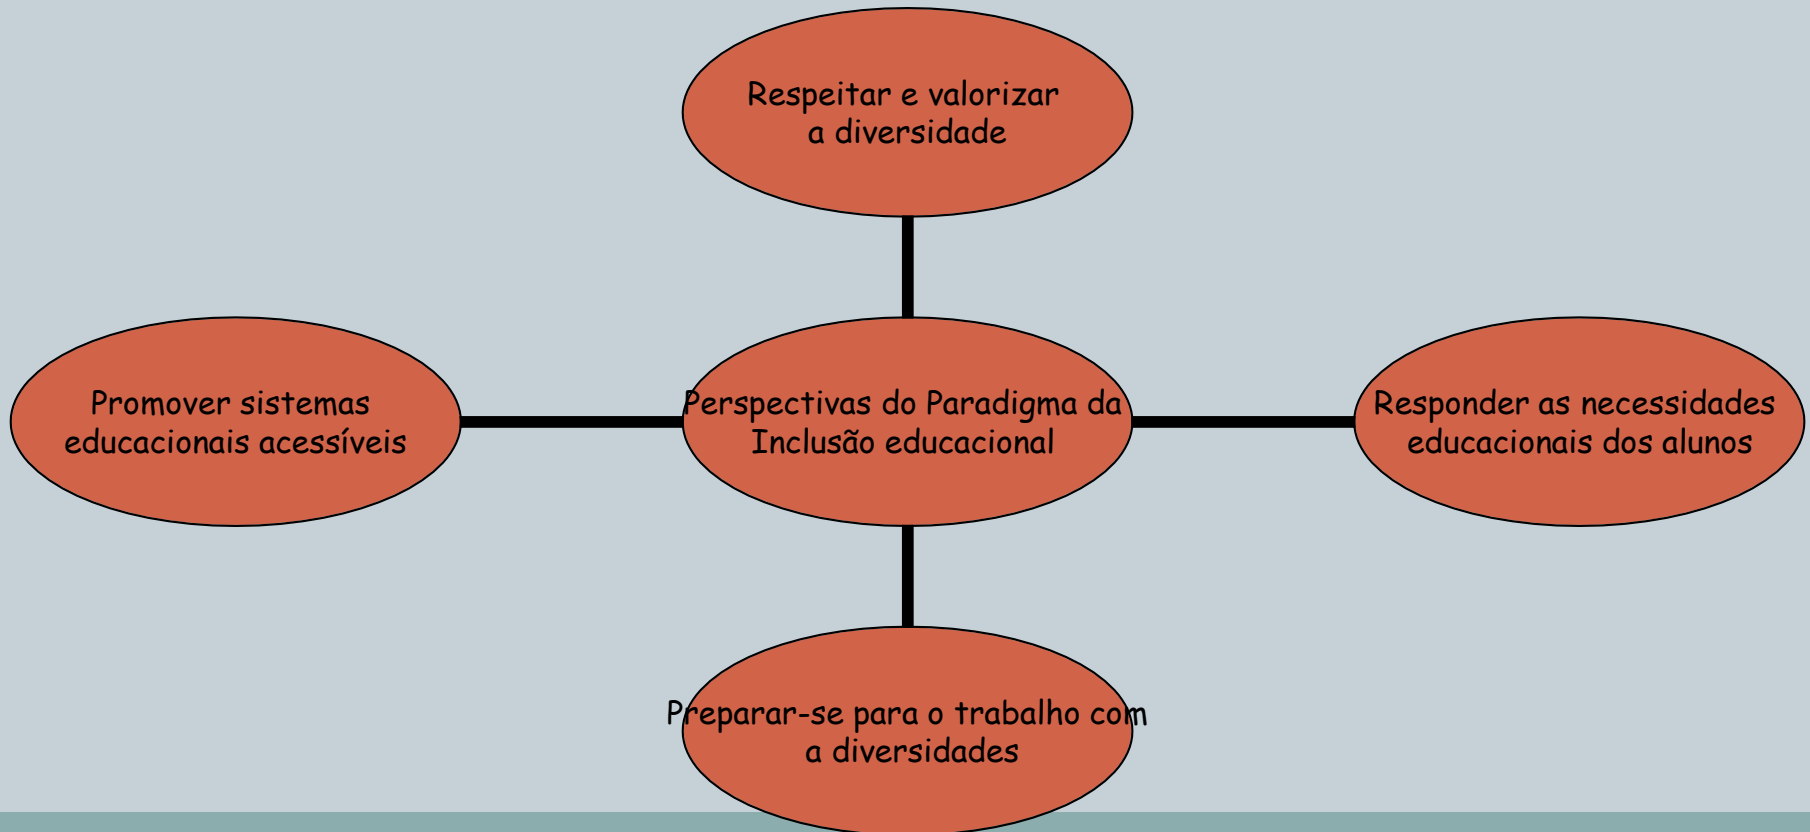 Respeitar e valorizar
a diversidade
Promover sistemas
educacionais acessíveis
Perspectivas do Paradigma da
Inclusão educacional
Responder as necessidades
educacionais dos alunos
Preparar-se para o trabalho com
a diversidades